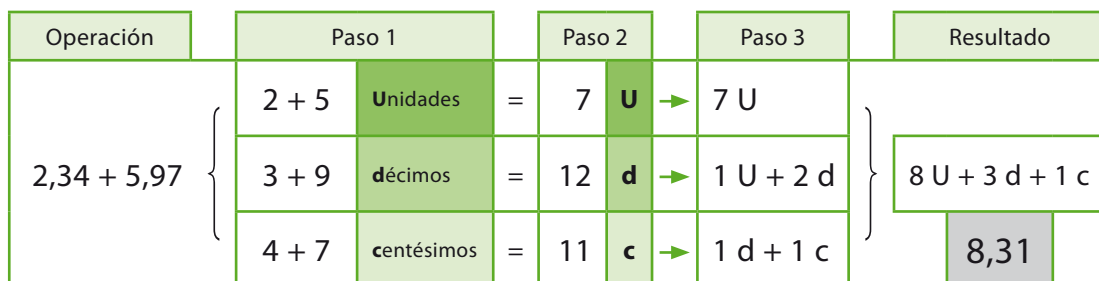 Operación Paso 1 Paso 2 Paso 3 Resultado
2 + 5 Unidades = 7 U → 7 U
2,34 + 5,97 { 3 + 9 décimos = 12 d → 1 U + 2 d } 8 U + 3 d + 1 c
4 + 7 centésimos = 11 c → 1 d + 1 c 8,31